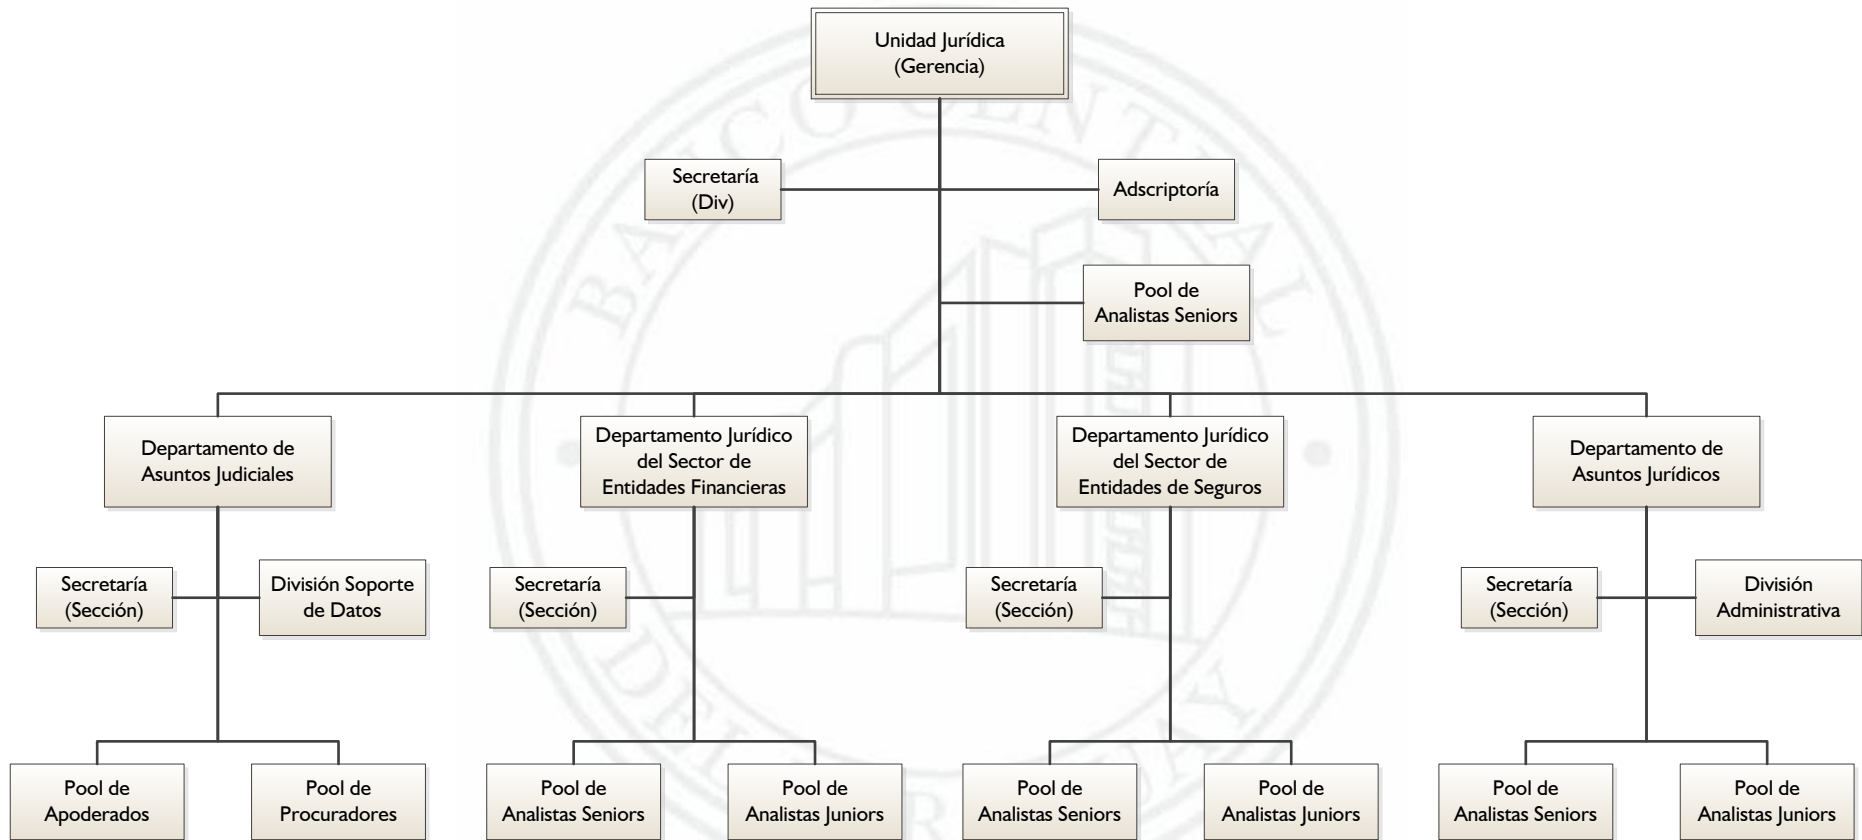 Unidad Jurídica
(Gerencia)
Secretaría
(Div)
Adscriptoría
Pool de
Analistas Seniors
Departamento de
Asuntos Judiciales
Departamento Jurídico
del Sector de
Entidades Financieras
Departamento Jurídico
del Sector de
Entidades de Seguros
Departamento de
Asuntos Jurídicos
Secretaría
(Sección)
División Soporte
de Datos
Secretaría
(Sección)
Secretaría
(Sección)
Secretaría
(Sección)
División
Administrativa
Pool de
Apoderados
Pool de
Procuradores
Pool de
Analistas Seniors
Pool de
Analistas Juniors
Pool de
Analistas Seniors
Pool de
Analistas Juniors
Pool de
Analistas Seniors
Pool de
Analistas Juniors
BANCO CENTRAL
DEL